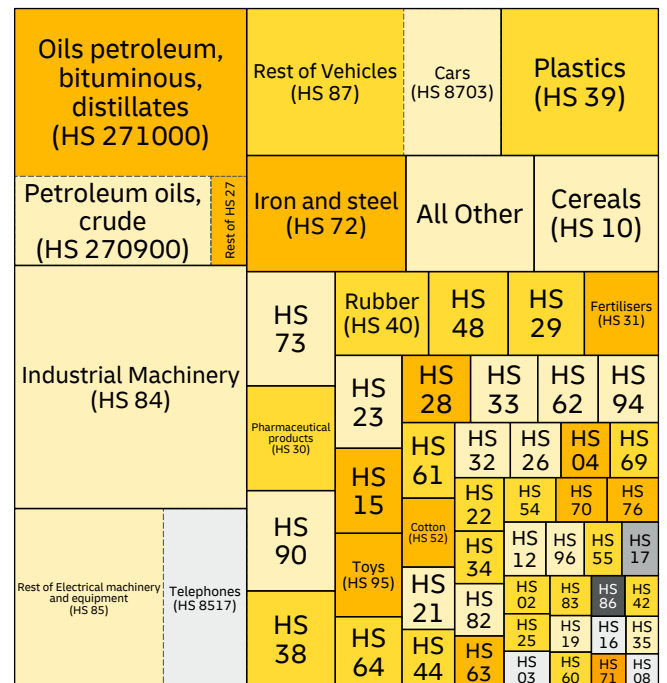 Oils petroleum,
bituminous,
distillates
(HS 271000)
Petroleum oils,
crude
(HS 270900)
Rest of HS 27
Industrial Machinery
(HS 84)
Rest of Electrical machinery
and equipment
(HS 85)
Telephones
(HS 8517)
Rest of Vehicles
(HS 87)
Cars
(HS 8703)
Plastics
(HS 39)
Iron and steel
(HS 72)
All Other
Cereals
(HS 10)
HS
73
Pharmaceutical
products
(HS 30)
HS
90
HS
38
Rubber
(HS 40)
HS
48
HS
29
Fertilisers
(HS 31)
HS
23
HS
15
Toys
(HS 95)
HS
64
HS
28
HS
33
HS
62
HS
94
HS
61
Cotton
(HS 52)
HS
21
HS
44
HS
32
HS
26
HS
04
HS
69
HS
22
HS
34
HS
82
HS
63
HS
54
HS
70
HS
76
HS
12
HS
96
HS
55
HS
17
HS
02
HS
83
HS
86
HS
42
HS
25
HS
19
HS
16
HS
35
HS
03
HS
60
HS
71
HS
08